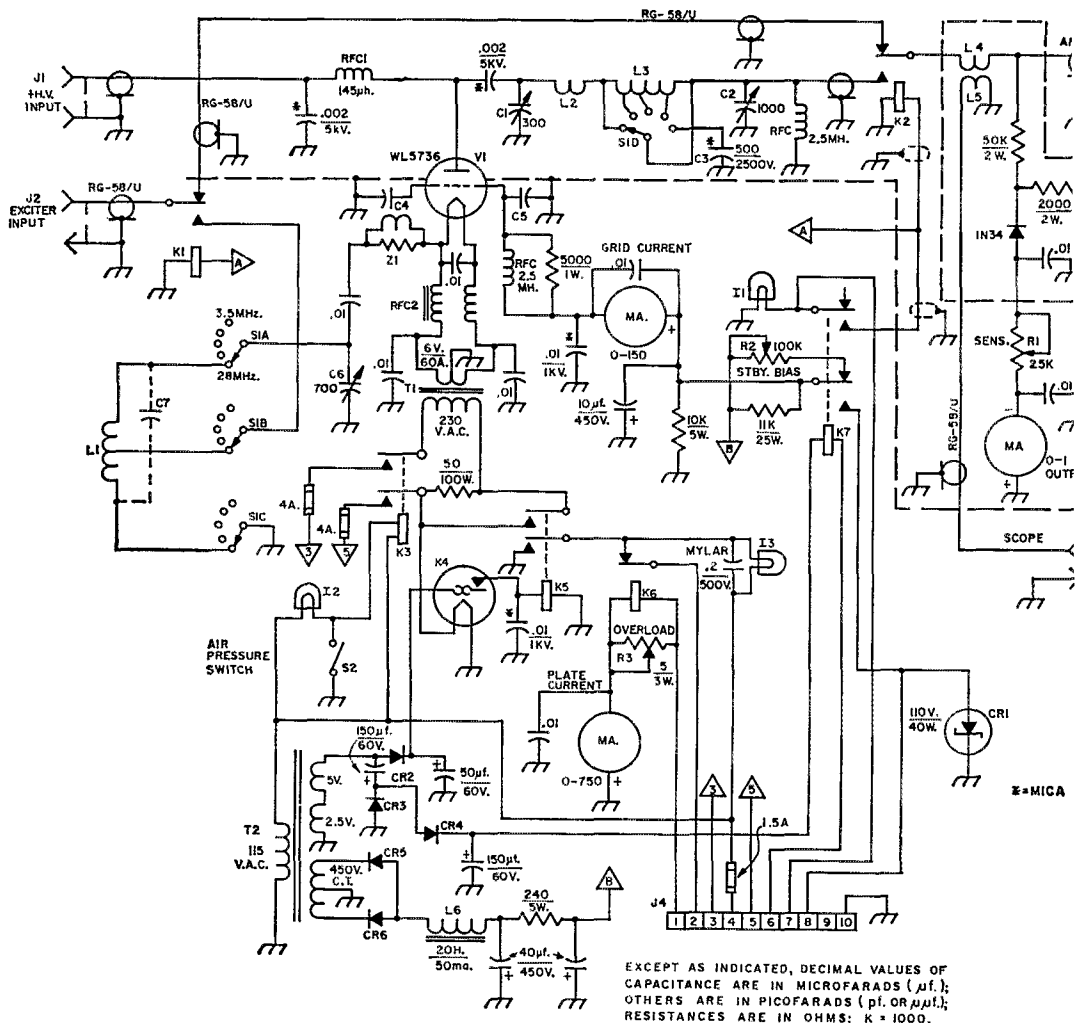 RG-58/U
J1
+H.V.
INPUT
RFC1
145µh.
.002
5KV.
*
*
.002
5kV.
C1
300
L2
L3
S1D
C2
1000
C3
500
2500V.
*
RFC
2.5MH.
K2
L4
L5
50K
2W.
2000
2W.
IN34
.01
RG-58/U
J2
EXCITER
INPUT
RG-58/U
WL5736
V1
C4
C5
Z1
.01
RFC2
RFC
2.5
MH.
5000
1W.
GRID CURRENT
.01
MA.
+
0-150
*
.01
1KV.
I1
R2
100K
STBY. BIAS
11K
25W.
A
SENS.
R1
25K
.01
K1
A
3.5MHz.
S1A
28MHz.
.01
C6
700
.01
6V.
60A.
T1
230
V.A.C.
.01
10µf.
450V.
+
10K
5W.
B
K7
RG-58/U
MA
0-1
+
L1
C7
S1B
S1C
4A.
3
4A.
5
50
100W.
K3
K4
K5
*
.01
1KV.
MYLAR
.2
500V.
I3
SCOPE
I2
AIR
PRESSURE
SWITCH
S2
K6
OVERLOAD
R3
5
3W.
PLATE
CURRENT
.01
MA.
0-750
+
110V.
40W.
CR1
*=MICA
150µf.
60V.
+
CR2
5V.
CR3
2.5V.
+
50µf.
60V.
T2
115
V.A.C.
CR4
+
150µf.
60V.
CR5
450V.
C.T.
CR6
L6
20H.
50ma.
240
5W.
40µf.
450V.
+
+
B
3
5
1.5A
J4
1 2 3 4 5 6 7 8 9 10
EXCEPT AS INDICATED, DECIMAL VALUES OF
CAPACITANCE ARE IN MICROFARADS (µf.);
OTHERS ARE IN PICOFARADS (pf. OR µµf.);
RESISTANCES ARE IN OHMS; K = 1000.